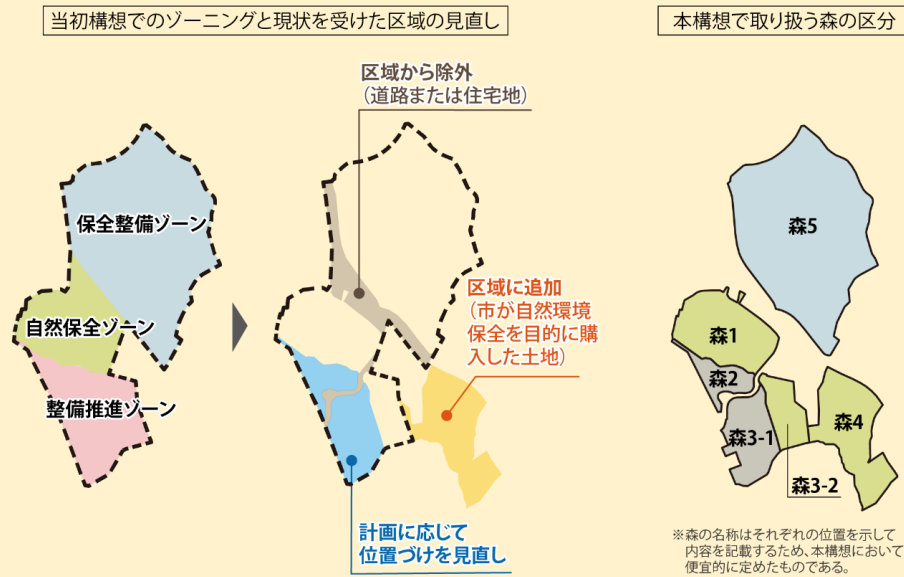 当初構想でのゾーニングと現状を受けた区域の見直し
本構想で取り扱う森の区分
区域から除外
（道路または住宅地）
保全整備ゾーン
自然保全ゾーン
整備推進ゾーン
区域に追加
（市が自然環境
保全を目的に購
入した土地）
計画に応じて
位置づけを見直し
森5
森1
森2
森3-1
森4
森3-2
※森の名称はそれぞれの位置を示して
内容を記載するため、本構想において
便宜的に定めたものである。